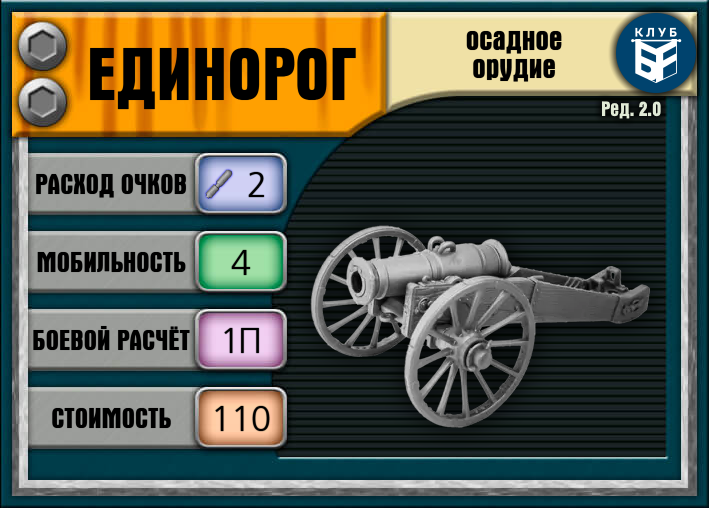 ЕДИНОРОГ
осадное
орудие
КЛУБ
Ред. 2.0
РАСХОД ОЧКОВ 2
МОБИЛЬНОСТЬ 4
БОЕВОЙ РАСЧЁТ 1П
СТОИМОСТЬ 110